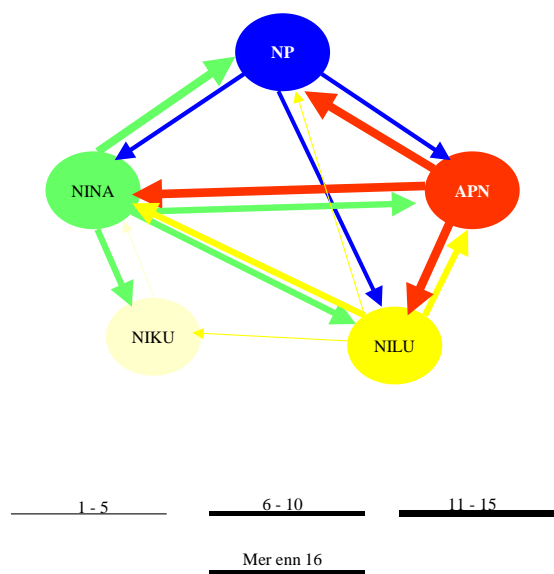 NP
NINA
APN
NIKU
NILU
1 - 5
6 - 10
11 - 15
Mer enn 16